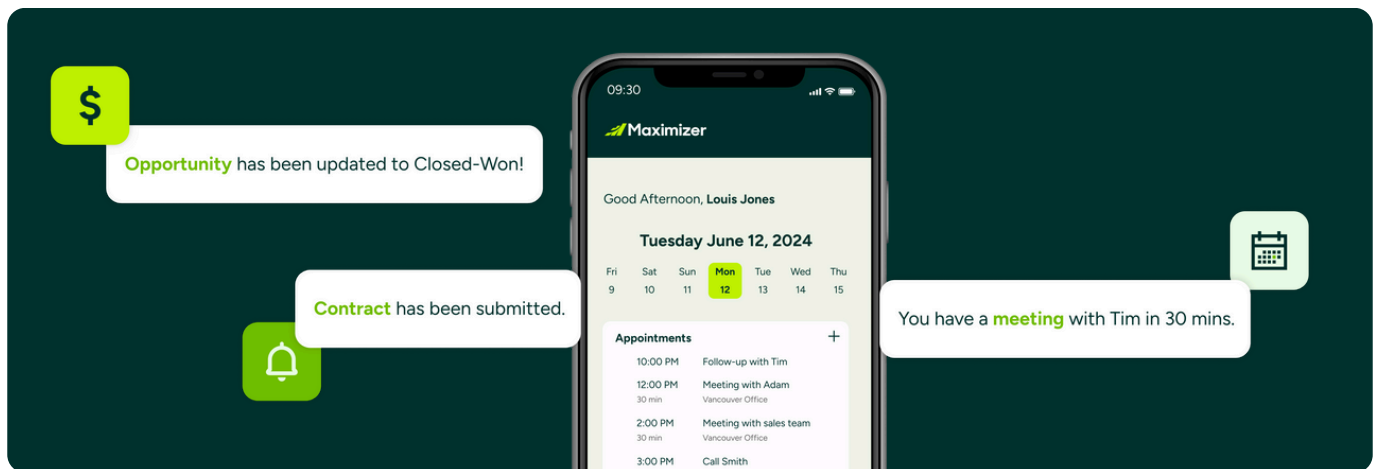 $
Opportunity has been updated to Closed-Won!
Contract has been submitted.
09:30
Maximizer
Good Afternoon, Louis Jones
Tuesday June 12, 2024
Fri Sat Sun Mon Tue Wed Thu
9 10 11 12 13 14 15
Appointments +
10:00 PM Follow-up with Tim
12:00 PM Meeting with Adam
30 min Vancouver Office
2:00 PM Meeting with sales team
30 min Vancouver Office
3:00 PM Call Smith
You have a meeting with Tim in 30 mins.